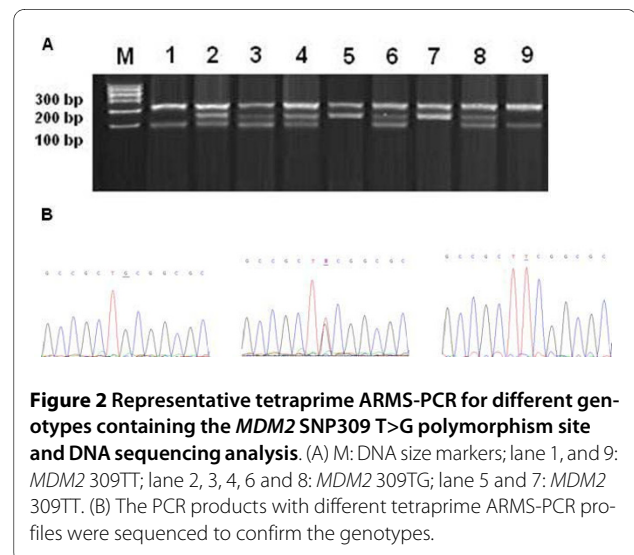 A
M 1 2 3 4 5 6 7 8 9
300 bp
200 bp
100 bp
B
G C C G C T G C G G C G C
G C C G C T C G G C G C
G C C G C T T C G G C G C
Figure 2 Representative tetraprime ARMS-PCR for different gen-
otypes containing the MDM2 SNP309 T>G polymorphism site
and DNA sequencing analysis. (A) M: DNA size markers; lane 1, and 9:
MDM2 309TT; lane 2, 3, 4, 6 and 8: MDM2 309TG; lane 5 and 7: MDM2
309TT. (B) The PCR products with different tetraprime ARMS-PCR pro-
files were sequenced to confirm the genotypes.